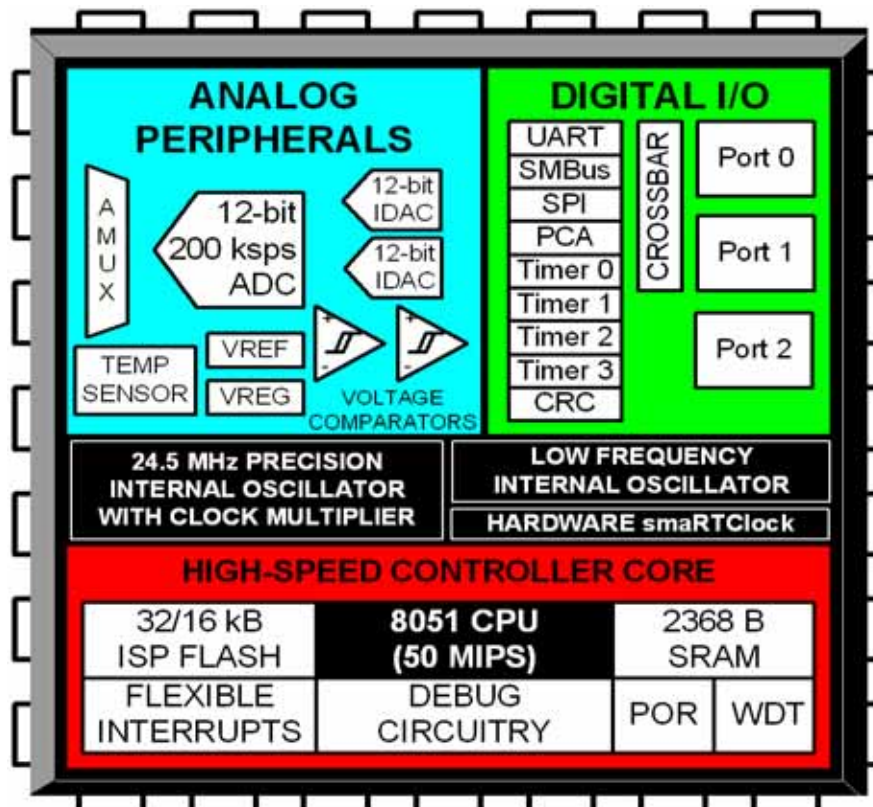 ANALOG
PERIPHERALS
A
M
U
X
12-bit
200 ksps
ADC
12-bit
IDAC
12-bit
IDAC
TEMP
SENSOR
VREF
VREG
+
-
+
-
VOLTAGE
COMPARATORS
DIGITAL I/O
UART
SMBus
SPI
PCA
Timer 0
Timer 1
Timer 2
Timer 3
CRC
CROSSBAR
Port 0
Port 1
Port 2
24.5 MHz PRECISION
INTERNAL OSCILLATOR
WITH CLOCK MULTIPLIER
LOW FREQUENCY
INTERNAL OSCILLATOR
HARDWARE smaRTClock
HIGH-SPEED CONTROLLER CORE
32/16 kB
ISP FLASH
8051 CPU
(50 MIPS)
2368 B
SRAM
FLEXIBLE
INTERRUPTS
DEBUG
CIRCUITRY
POR
WDT